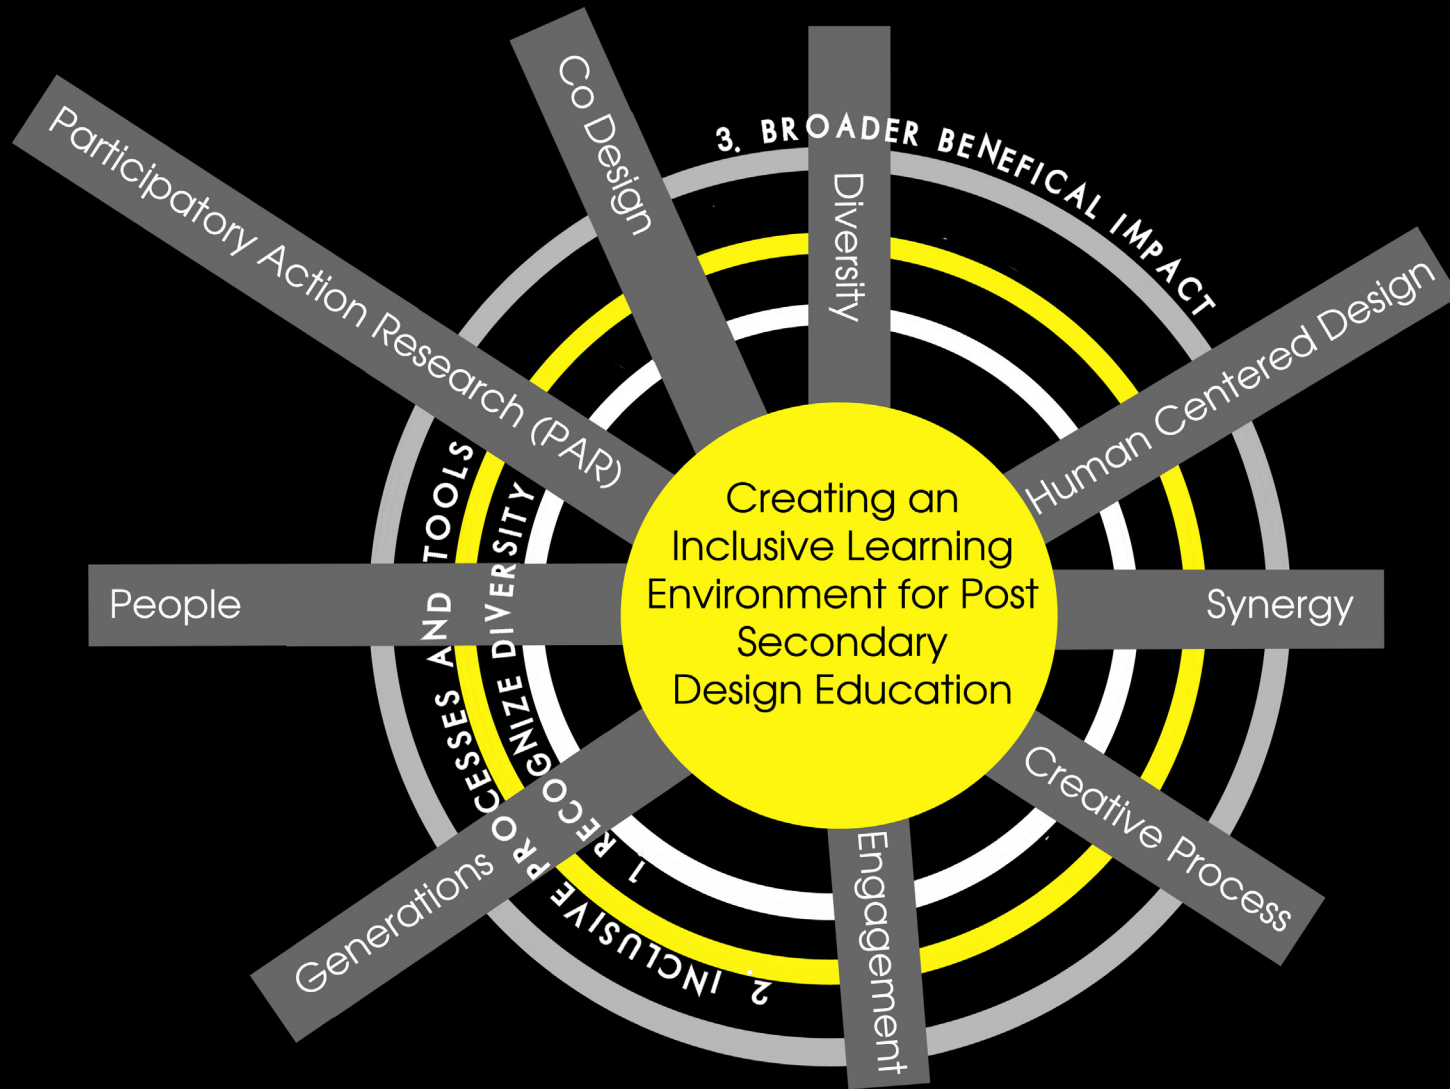 Co Design
Diversity
3. BROADER BENEFICAL IMPACT
Participatory Action Research (PAR)
Human Centered Design
Creating an
Inclusive Learning
Environment for Post
Secondary
Design Education
People
Synergy
1. RECOGNIZE DIVERSITY
2. INCLUSIVE PROCESSES AND TOOLS
Generations
Engagement
Creative Process